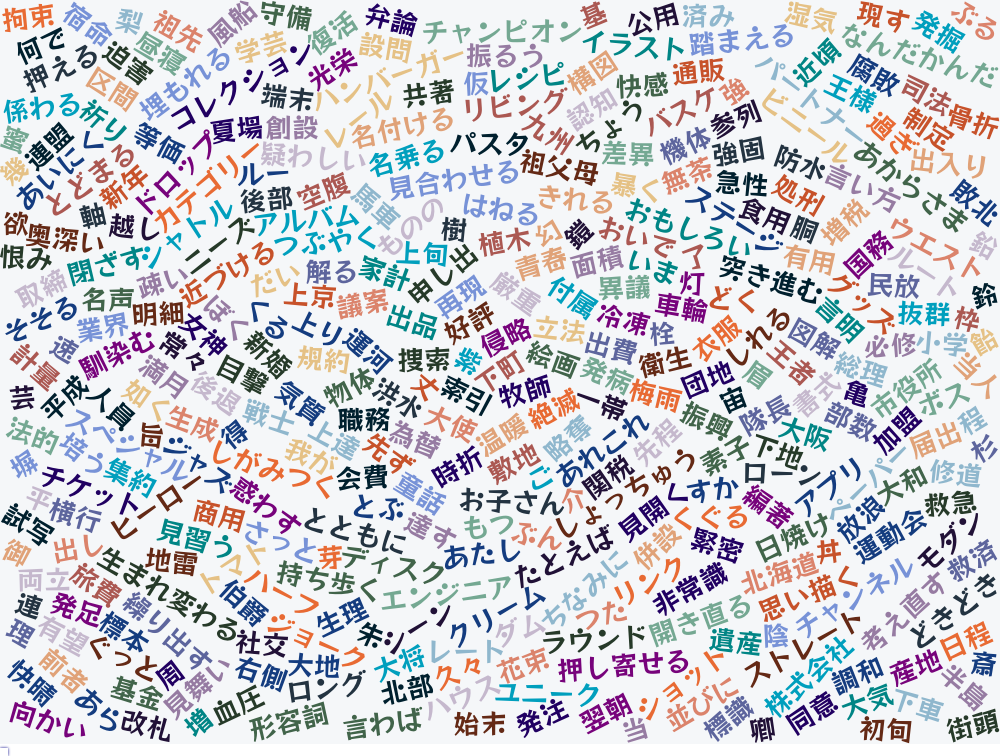 拘束
宿命
梨
祖先
風船
守備
弁論
基
公用
済み
湿気
現す
発掘
ぶる
何で
昼寝
学芸
復活
設問
チャンピオン
イラスト
踏まえる
なんだかんだ
押える
迫害
埋もれる
コレクション
光栄
ハンバーガー
振るう
仮
レシピ
構図
快感
通販
パートナー
近頃
腐敗
司法
骨折
区間
端末
レール
共著
リビング
認知
ちょう
バスケ
強
ビニール
王様
過ぎ
制定
係わる
祈り
等価
ドロップ
夏場
創設
名付ける
九州
差異
機体
参列
あからさま
出入り
蜜
連盟
あいにく
とどまる
新年
カテゴリー
ルー
疑わしい
名乗る
パスタ
祖父母
暴く
無茶
強固
防水
言い方
敗北
後部
空腹
馬車
見合わせる
きれる
急性
処刑
欲
奥深い
軸
越し
シャトル
ニーズ
アルバム
つぶやく
ものの
はねる
樹
植木
幻
鎧
おいで
おもしろい
ステージ
食用
胴
増税
国務
ウエスト
ルート
鉛
恨み
取締
閉ざす
疎い
近づける
だい
解る
家計
上旬
申し出
青春
面積
いま
了
灯
突き進む
有用
グッズ
民放
鈴
そそる
名声
明細
ぼく
くる
上京
議案
再現
厳重
付属
異議
車輪
どく
言明
抜群
枠
業界
逸
馴染む
常々
女神
新婚
上り
運河
出品
好評
侵略
立法
冷凍
栓
出費
衛生
衣服
しれる
図解
必修
小学
飴
計量
満月
後退
目撃
規約
物体
捜索
紫
下町
絵画
発病
梅雨
団地
眉
王者
総理
当人
芸
平成
人員
如く
戦士
気質
上達
職務
洪水
丈
索引
牧師
絶滅
一帯
宙
書式
亀
市役所
ボス
法的
スペシャル
旨
生成
得
我が
先ず
為替
大使
温暖
略奪
あれこれ
先程
振興
隊長
大阪
部数
加盟
届出
程
塀
培う
集約
ジャズ
しがみつく
会費
童話
時折
敷地
ご
関税
素子
下地
ローン
アプリ
ペーパー
大和
修道
杉
チケット
ヒーロー
商用
惑わす
とぶ
達す
お子さん
介
しょっちゅう
見聞く
すか
編著
放浪
救急
平
横行
試写
見習う
さっと
とともに
もつ
ぶん
たとえば
併設
くぐる
緊密
日焼け
運動会
モダン
御
出し
生まれ変わる
地雷
芽
ディスク
あたし
ちなみに
リンク
非常識
北海道
丼
チャンネル
救済
両立
旅費
伯爵
ハーフ
持ち歩く
エンジニア
つた
開き直る
思い描く
考え直す
どきどき
連
発足
標本
繰り出す
社交
ジョーク
生理
朱
シーン
クリーム
ダム
ラウンド
遺産
陰
ストレート
日程
理
有望
ぐっと
周
右側
大地
大将
レート
久々
花束
押し寄せる
株式会社
調和
産地
斎
快晴
前者
あら
基金
見舞い
ロング
北部
ハウス
ユニーク
ショット
並びに
大気
下車
半島
向かい
改札
増
血圧
形容詞
言わば
始末
発注
翌朝
当
標識
卿
同意
初旬
街頭